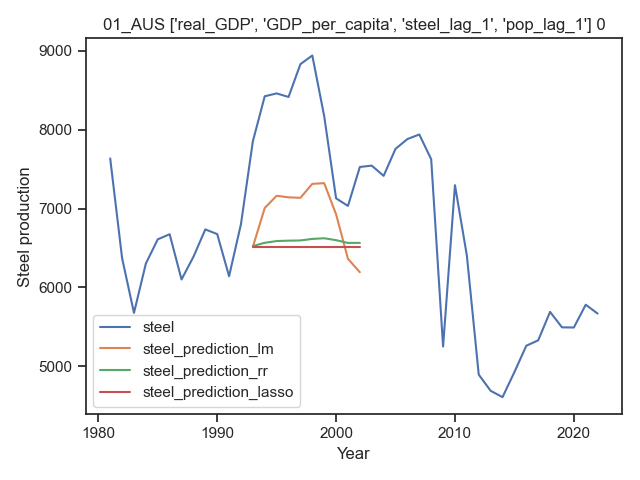 01_AUS ['real_GDP', 'GDP_per_capita', 'steel_lag_1', 'pop_lag_1'] 0
9000
8000
7000
6000
5000
Steel production
steel
steel_prediction_lm
steel_prediction_rr
steel_prediction_lasso
1980
1990
2000
2010
2020
Year